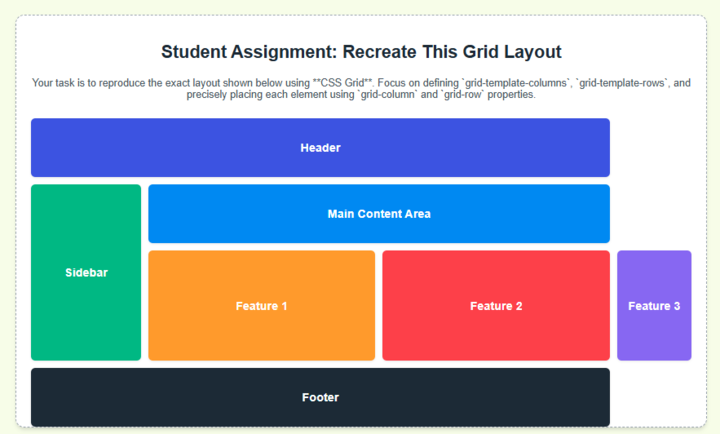 Student Assignment: Recreate This Grid Layout
Your task is to reproduce the exact layout shown below using **CSS Grid**. Focus on defining `grid-template-columns`, `grid-template-rows`, and
precisely placing each element using `grid-column` and `grid-row` properties.
Header
Main Content Area
Sidebar
Feature 1
Feature 2
Feature 3
Footer